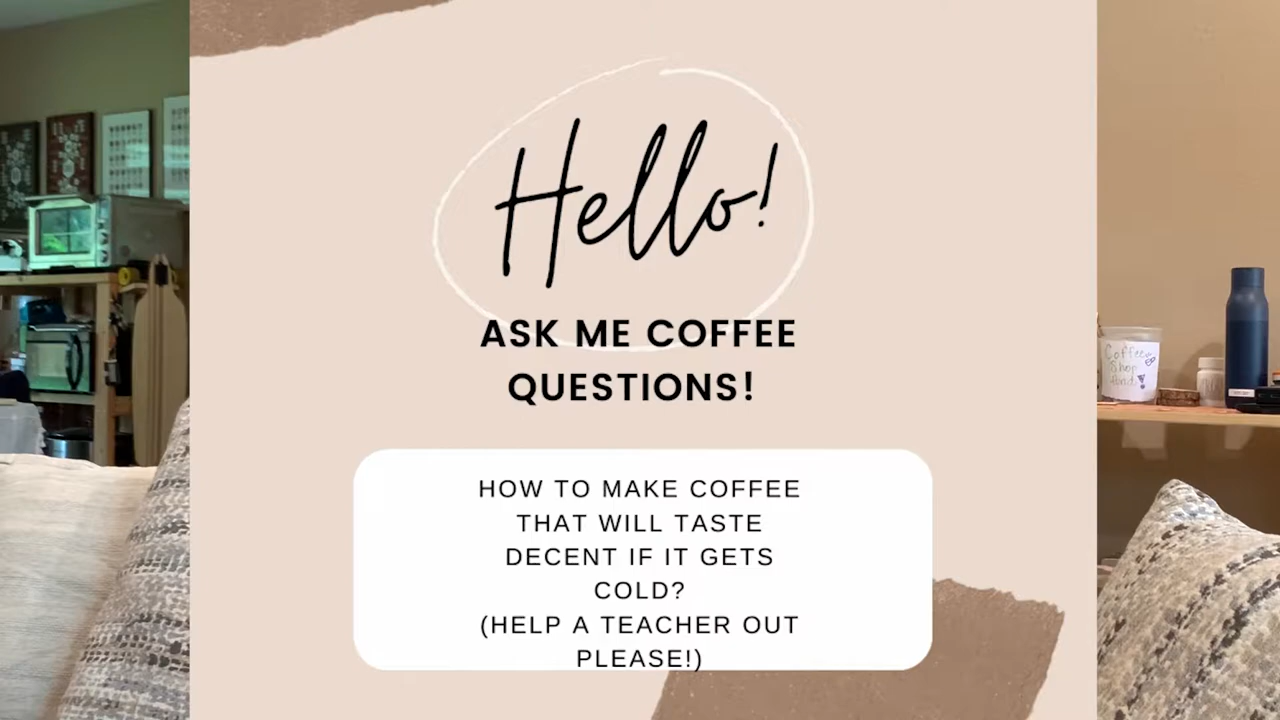 Hello!
ASK ME COFFEE
QUESTIONS!
HOW TO MAKE COFFEE
THAT WILL TASTE
DECENT IF IT GETS
COLD?
(HELP A TEACHER OUT
PLEASE!)
Coffee
Shop
fund!